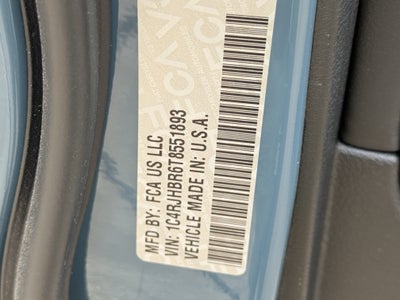 MFD BY: FCA US LLC
VIN: 1C4RJHBR6T8551893
VEHICLE MADE IN: U.S.A.